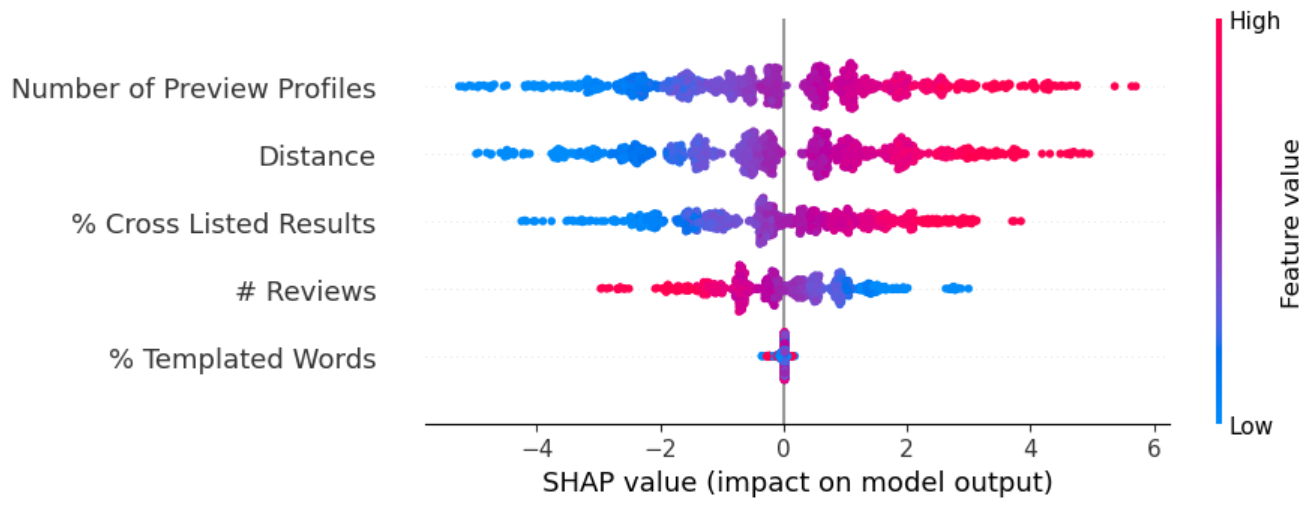 High
Number of Preview Profiles
Distance
% Cross Listed Results
# Reviews
% Templated Words
Feature value
Low
−4 −2 0 2 4 6
SHAP value (impact on model output)